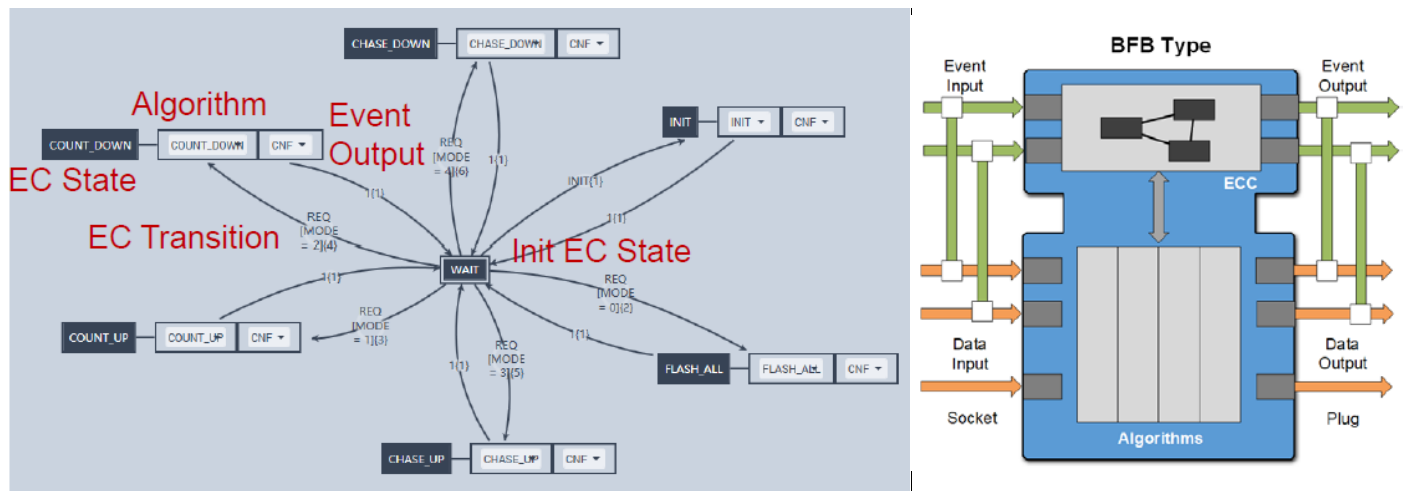 CHASE_DOWN CHASE_DOWN CNF
Algorithm
Event
Output
COUNT_DOWN COUNT_DOWN CNF
EC State
INIT INIT CNF
REQ
[MODE
= 4]{6}
1{1}
INIT{1}
1{1}
1{1}
REQ
[MODE
= 2]{4}
EC Transition
Init EC State
WAIT
1{1}
REQ
[MODE
= 0]{2}
REQ
[MODE
= 1]{3}
COUNT_UP COUNT_UP CNF
1{1}
REQ
[MODE
= 3]{5}
1{1}
FLASH_ALL FLASH_ALL CNF
CHASE_UP CHASE_UP CNF
BFB Type
Event
Input
Event
Output
ECC
Data
Input
Data
Output
Socket
Plug
Algorithms